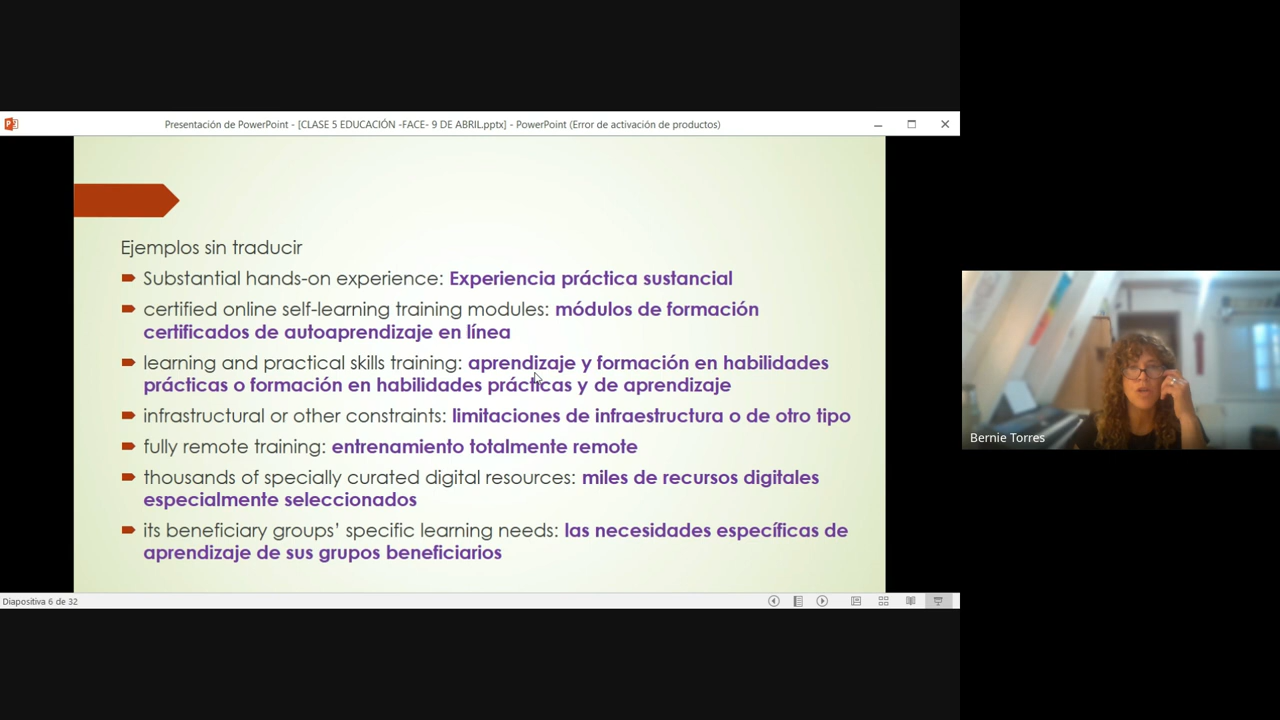 Presentación de PowerPoint - [CLASE 5 EDUCACIÓN -FACE- 9 DE ABRIL.pptx] - PowerPoint (Error de activación de productos)
Ejemplos sin traducir
Substantial hands-on experience: Experiencia práctica sustancial
certified online self-learning training modules: módulos de formación
certificados de autoaprendizaje en línea
learning and practical skills training: aprendizaje y formación en habilidades
prácticas o formación en habilidades prácticas y de aprendizaje
infrastructural or other constraints: limitaciones de infraestructura o de otro tipo
fully remote training: entrenamiento totalmente remote
thousands of specially curated digital resources: miles de recursos digitales
especialmente seleccionados
its beneficiary groups’ specific learning needs: las necesidades específicas de
aprendizaje de sus grupos beneficiarios
Diapositiva 6 de 32
Bernie Torres